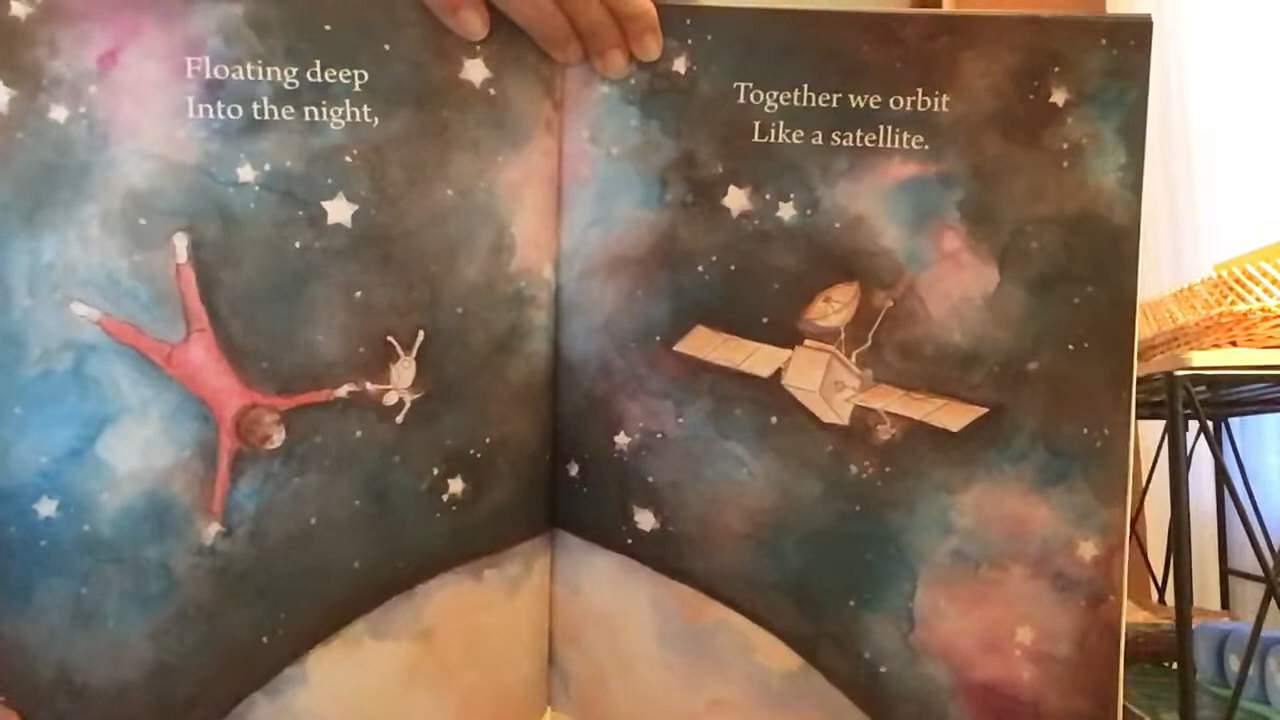 Floating deep
Into the night,
Together we orbit
Like a satellite.